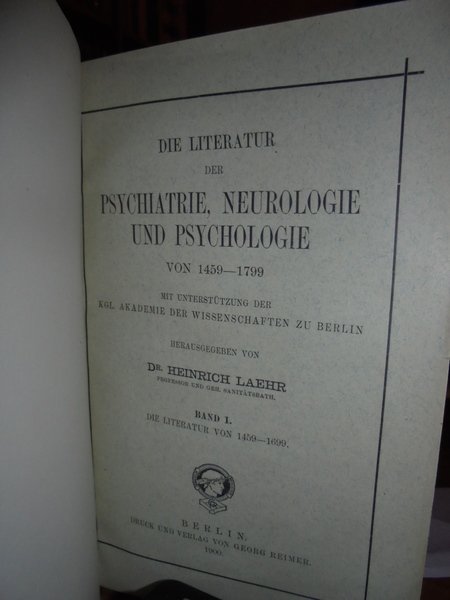 DIE LITERATUR
DER
PSYCHIATRIE, NEUROLOGIE
UND PSYCHOLOGIE
VON 1459—1799
MIT UNTERSTÜTZUNG DER
KGL. AKADEMIE DER WISSENSCHAFTEN ZU BERLIN
HERAUSGEGEBEN VON
DR. HEINRICH LAEHR
PROFESSOR UND GEH. SANITÄTSRATH.
BAND I.
DIE LITERATUR VON 1459—1699.
BERLIN.
DRUCK UND VERLAG VON GEORG REIMER.
1900.